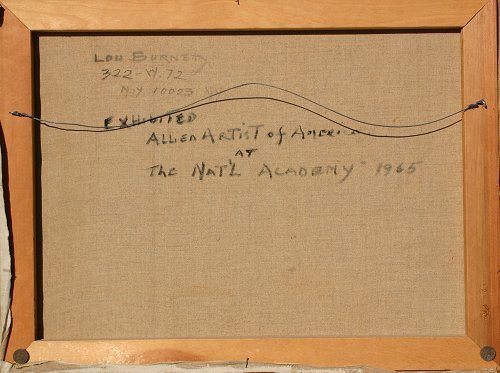 LOU BURNETT
322-W. 72
N.Y 10023
EXHIBITED
ALLIED ARTIST of AMERICA
AT
THE NAT'L ACADEMY" 1965